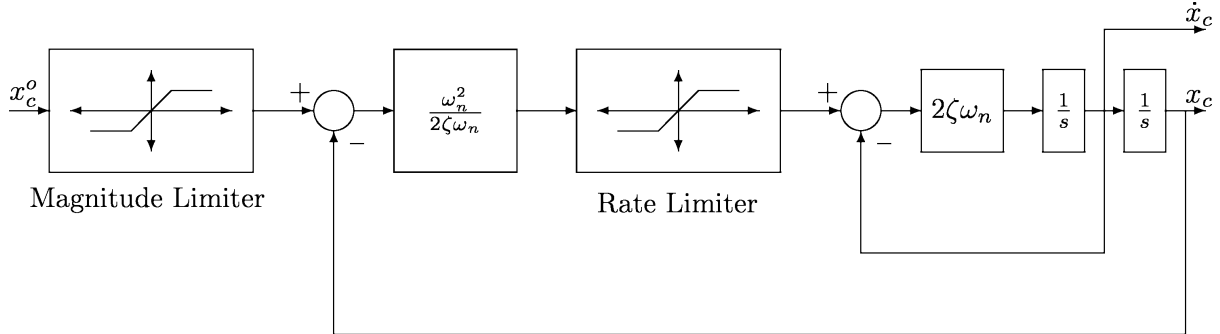 ẋ_c
x_c^o
+
−
ω_n^2 / 2ζω_n
+
−
2ζω_n
1/s
1/s
x_c
Magnitude Limiter
Rate Limiter